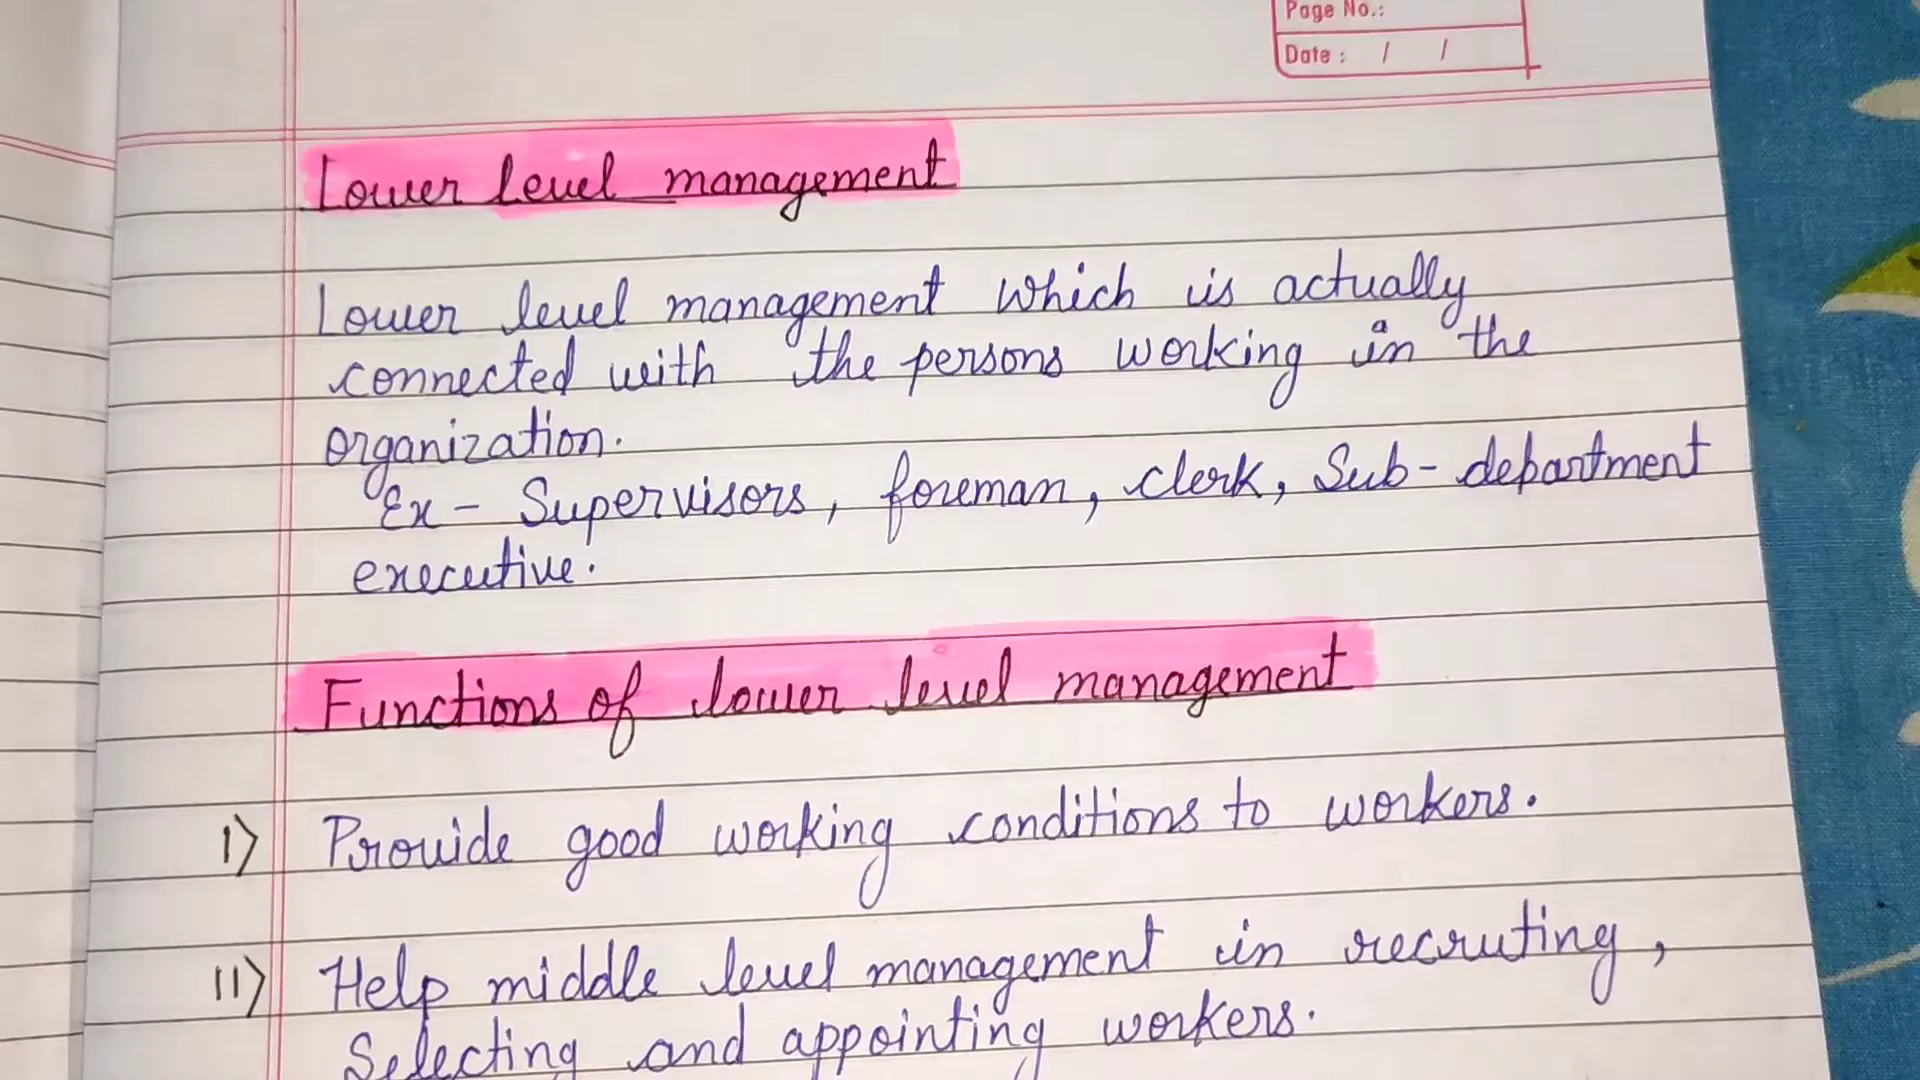 Page No.:
Date : / /
Lower level management
Lower level management which is actually
connected with the persons working in the
organization.
Ex - Supervisors, foreman, clerk, Sub-department
executive.
Functions of lower level management
I) Provide good working conditions to workers.
II) Help middle level management in recruting,
Selecting and appointing workers.